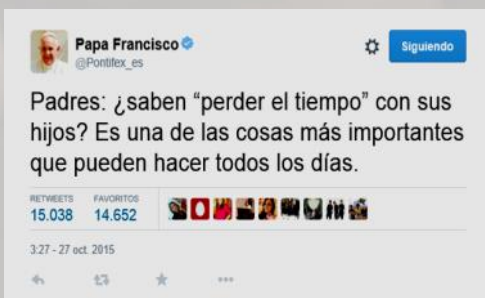 Papa Francisco
@Pontifex_es
Siguiendo
Padres: ¿saben “perder el tiempo” con sus
hijos? Es una de las cosas más importantes
que pueden hacer todos los días.
RETWEETS FAVORITOS
15.038 14.652
3:27 - 27 oct. 2015